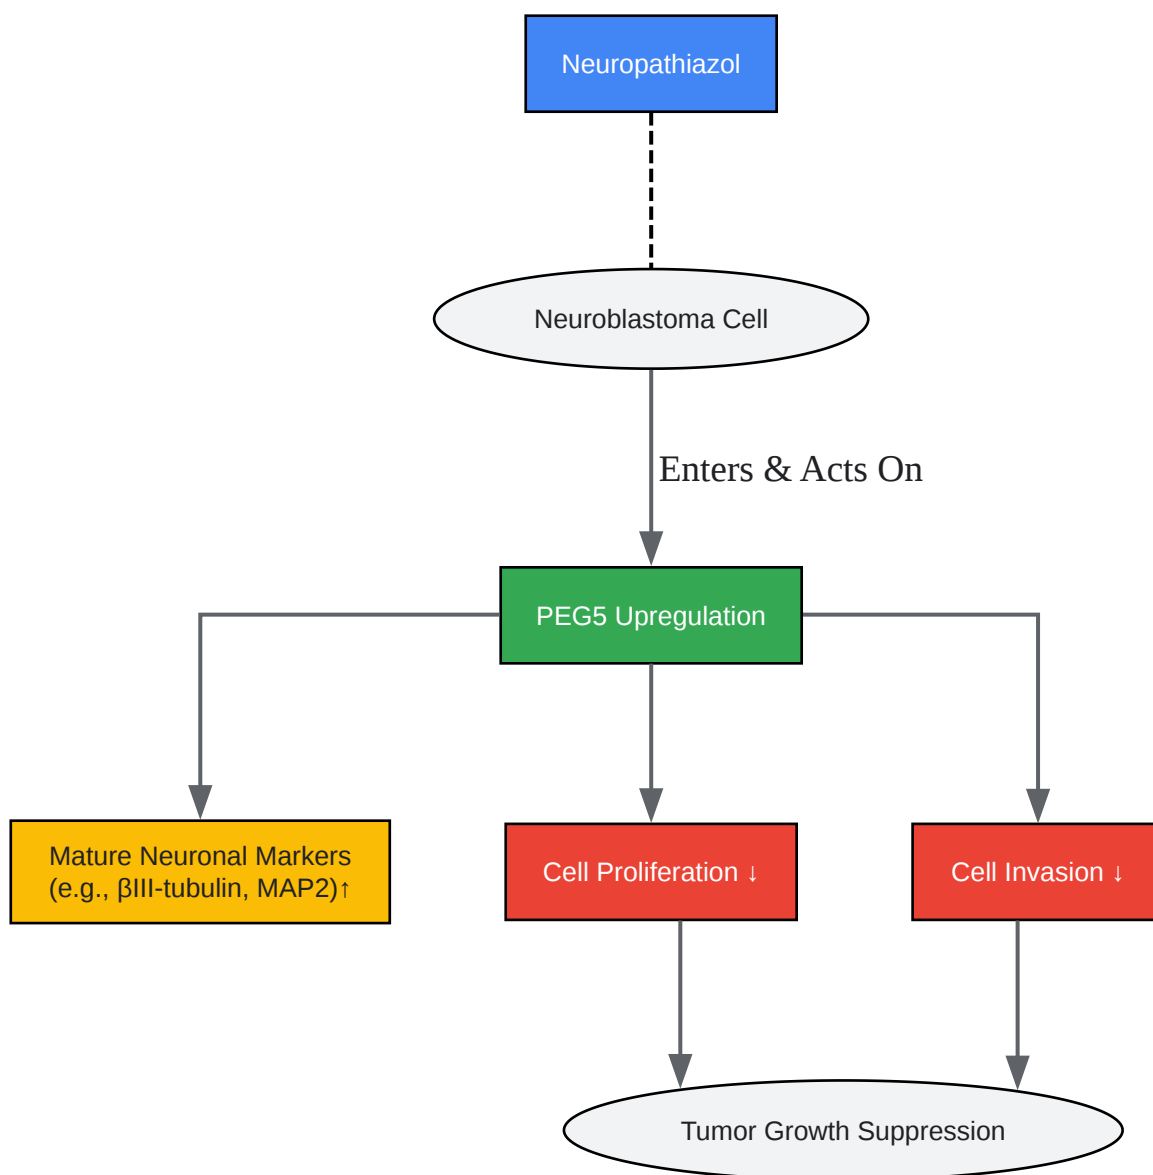 Neuropathiazol
Neuroblastoma Cell
Enters & Acts On
PEG5 Upregulation
Mature Neuronal Markers
(e.g., βIII-tubulin, MAP2)↑
Cell Proliferation ↓
Cell Invasion ↓
Tumor Growth Suppression